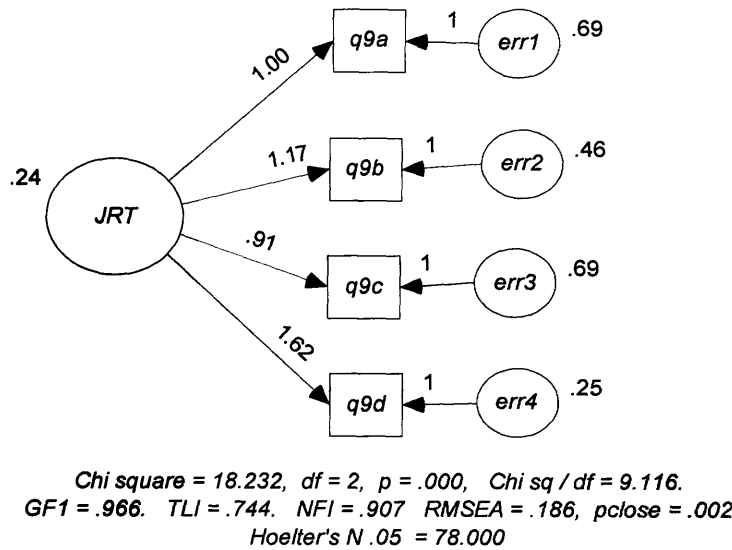 q9a
1
err1
.69
1.00
.24
JRT
1.17
q9b
1
err2
.46
.91
q9c
1
err3
.69
1.62
q9d
1
err4
.25
Chi square = 18.232, df = 2, p = .000, Chi sq / df = 9.116.
GF1 = .966. TLI = .744. NFI = .907 RMSEA = .186, pclose = .002
Hoelter's N .05 = 78.000